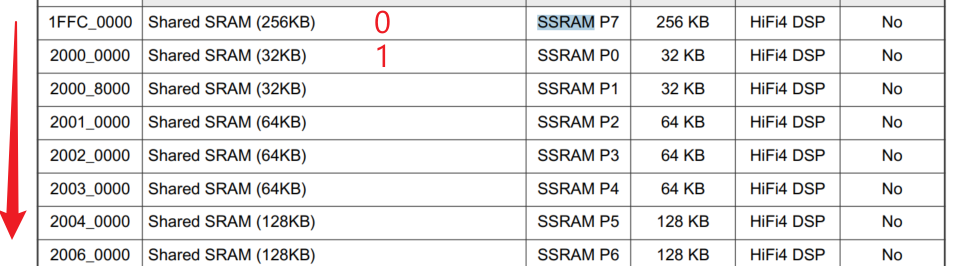 1FFC_0000 Shared SRAM (256KB) 0 SSRAM P7 256 KB HiFi4 DSP No
2000_0000 Shared SRAM (32KB) 1 SSRAM P0 32 KB HiFi4 DSP No
2000_8000 Shared SRAM (32KB) SSRAM P1 32 KB HiFi4 DSP No
2001_0000 Shared SRAM (64KB) SSRAM P2 64 KB HiFi4 DSP No
2002_0000 Shared SRAM (64KB) SSRAM P3 64 KB HiFi4 DSP No
2003_0000 Shared SRAM (64KB) SSRAM P4 64 KB HiFi4 DSP No
2004_0000 Shared SRAM (128KB) SSRAM P5 128 KB HiFi4 DSP No
2006_0000 Shared SRAM (128KB) SSRAM P6 128 KB HiFi4 DSP No